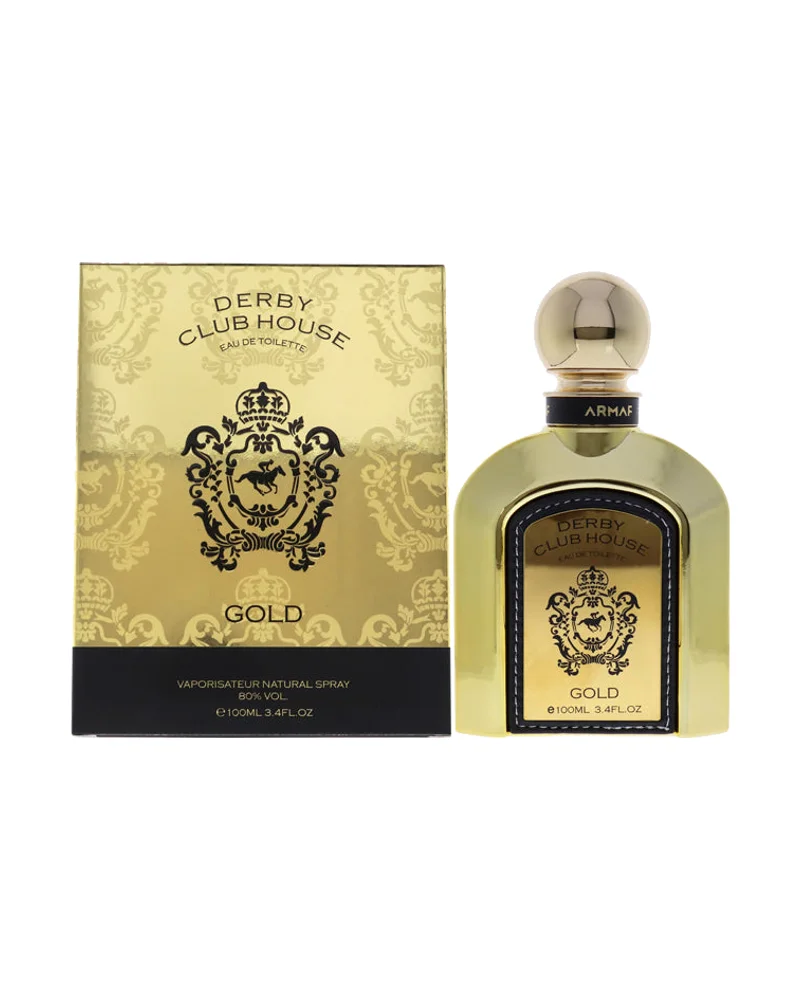 DERBY
CLUB HOUSE
EAU DE TOILETTE
GOLD
VAPORISATEUR NATURAL SPRAY
80% VOL.
℮100ML 3.4FL.OZ
ARMAF
DERBY
CLUB HOUSE
EAU DE TOILETTE
GOLD
℮100ML 3.4FL.OZ